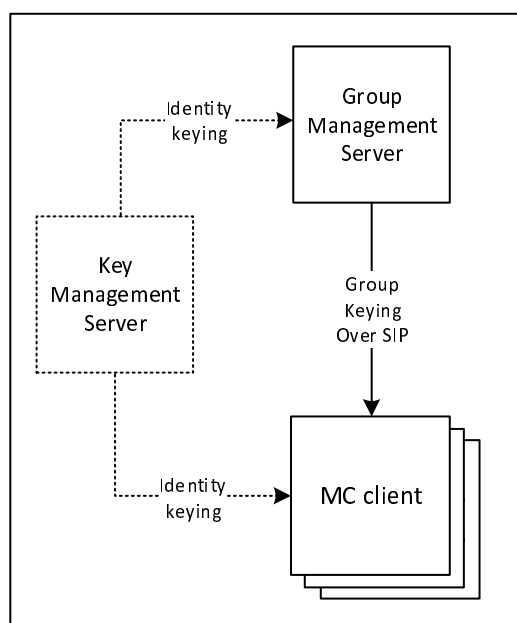 Identity
keying
Group
Management
Server
Key
Management
Server
Group
Keying
Over SIP
Identity
keying
MC client